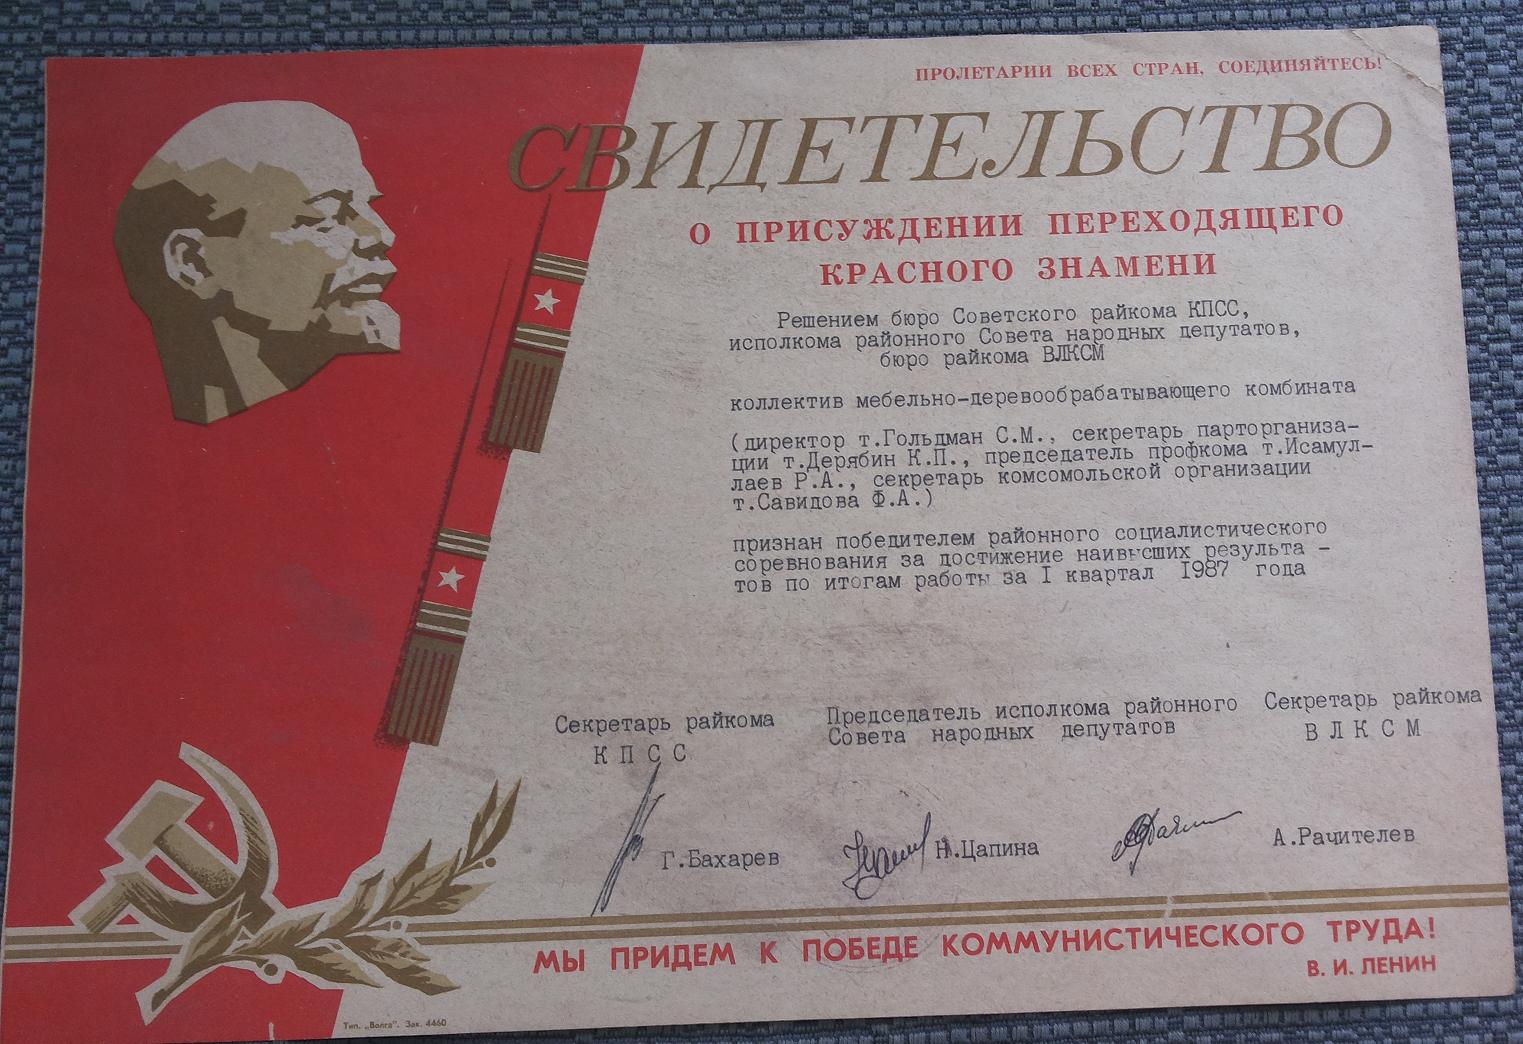 ПРОЛЕТАРИИ ВСЕХ СТРАН, СОЕДИНЯЙТЕСЬ!
СВИДЕТЕЛЬСТВО
О ПРИСУЖДЕНИИ ПЕРЕХОДЯЩЕГО
КРАСНОГО ЗНАМЕНИ
Решением бюро Советского райкома КПСС,
исполкома районного Совета народных депутатов,
бюро райкома ВЛКСМ
коллектив мебельно-деревообрабатывающего комбината
(директор т.Гольдман С.М., секретарь парторганиза-
ции т.Дерябин К.П., председатель профкома т.Исамул-
лаев Р.А., секретарь комсомольской организации
т.Савидова Ф.А.)
признан победителем районного социалистического
соревнования за достижение наивысших результа -
тов по итогам работы за I квартал 1987 года
Секретарь райкома
КПСС
Председатель исполкома районного
Совета народных депутатов
Секретарь райкома
ВЛКСМ
Г.Бахарев
Н.Цапина
А.Рачителев
МЫ ПРИДЕМ К ПОБЕДЕ КОММУНИСТИЧЕСКОГО ТРУДА!
В. И. ЛЕНИН
Тип. „Волга". Зак. 4460